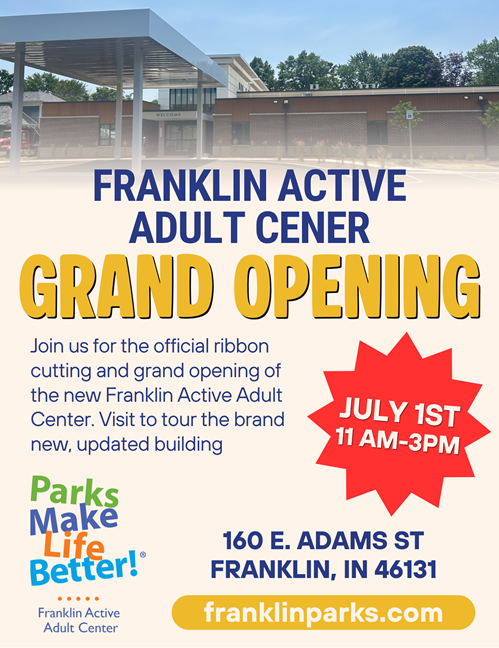 WELCOME
FRANKLIN ACTIVE
ADULT CENER
GRAND OPENING
Join us for the official ribbon
cutting and grand opening of
the new Franklin Active Adult
Center. Visit to tour the brand
new, updated building
JULY 1ST
11 AM-3PM
Parks
Make
Life
Better!®
Franklin Active
Adult Center
160 E. ADAMS ST
FRANKLIN, IN 46131
franklinparks.com